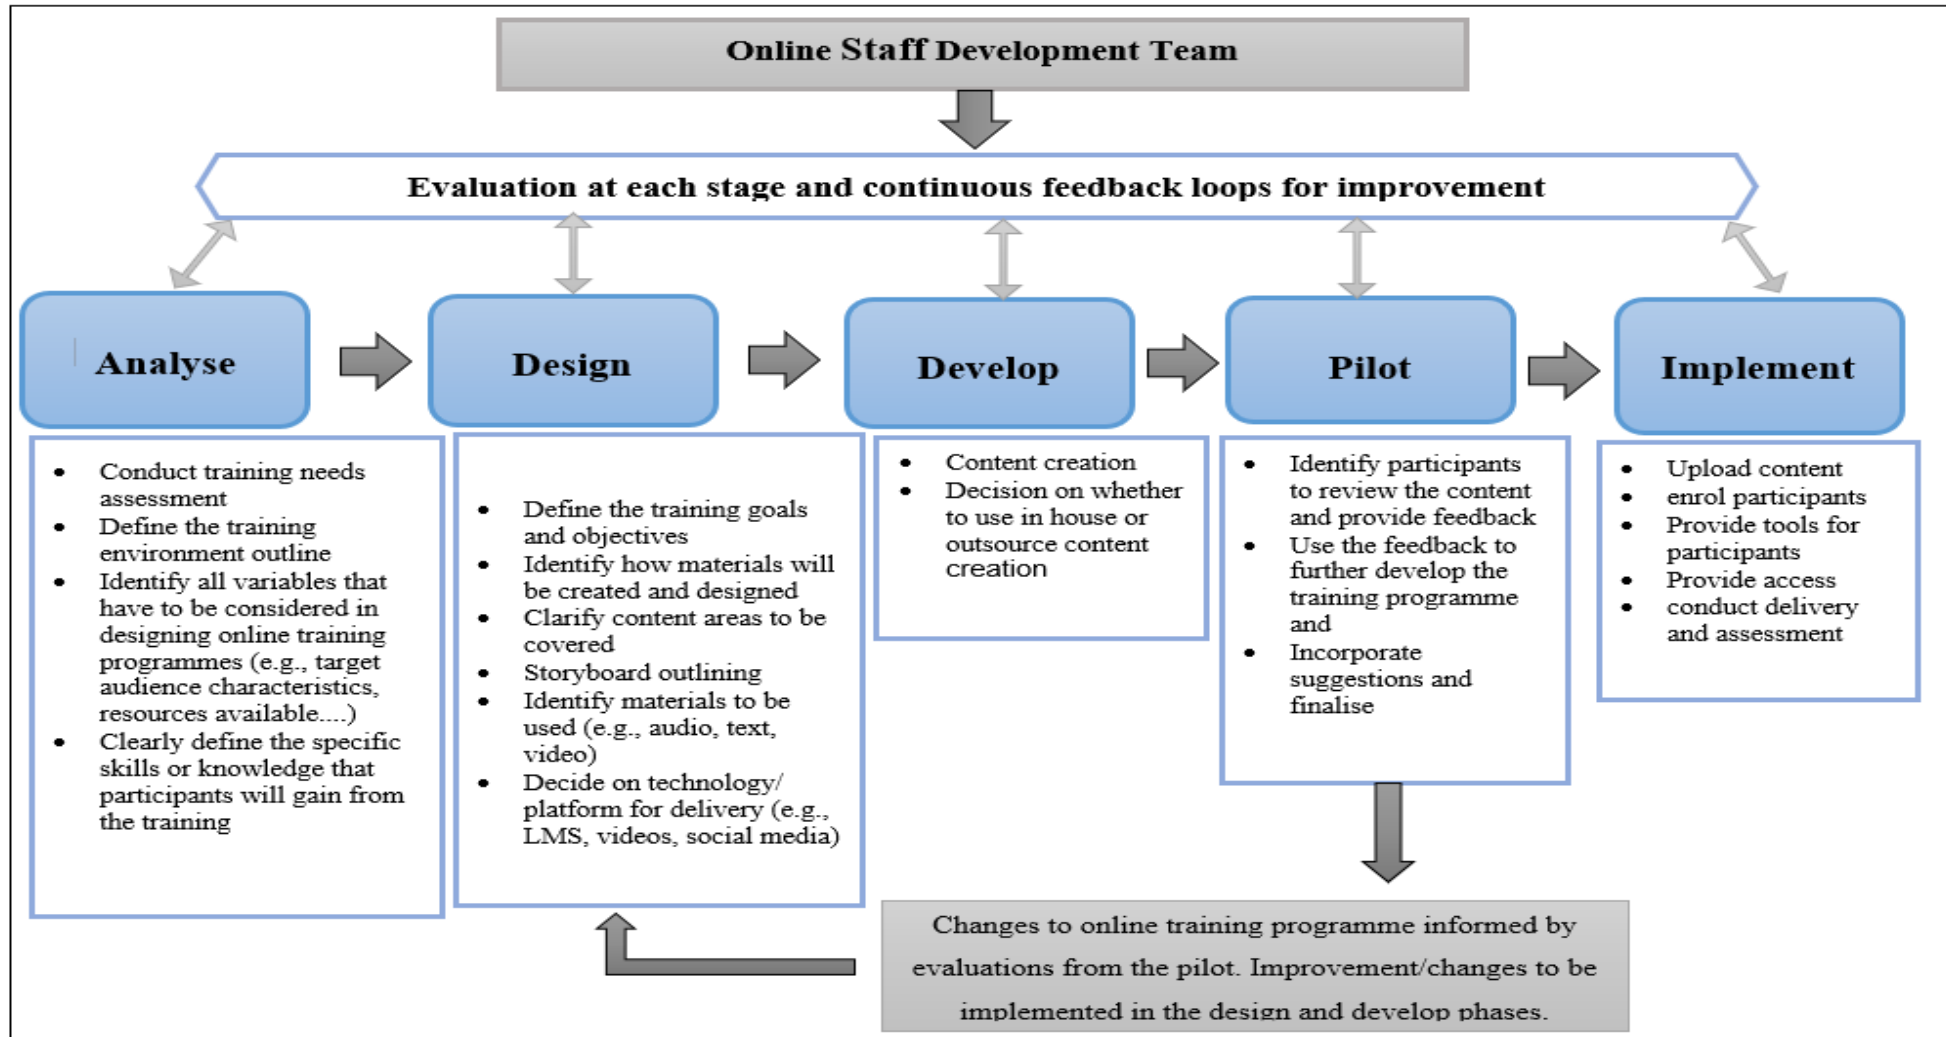 Online Staff Development Team
Evaluation at each stage and continuous feedback loops for improvement
Analyse
Design
Develop
Pilot
Implement
• Conduct training needs
assessment
• Define the training
environment outline
• Identify all variables that
have to be considered in
designing online training
programmes (e.g., target
audience characteristics,
resources available....)
• Clearly define the specific
skills or knowledge that
participants will gain from
the training
• Define the training goals
and objectives
• Identify how materials will
be created and designed
• Clarify content areas to be
covered
• Storyboard outlining
• Identify materials to be
used (e.g., audio, text,
video)
• Decide on technology/
platform for delivery (e.g.,
LMS, videos, social media)
• Content creation
• Decision on whether
to use in house or
outsource content
creation
• Identify participants
to review the content
and provide feedback
• Use the feedback to
further develop the
training programme
and
• Incorporate
suggestions and
finalise
• Upload content
• enrol participants
• Provide tools for
participants
• Provide access
• conduct delivery
and assessment
Changes to online training programme informed by
evaluations from the pilot. Improvement/changes to be
implemented in the design and develop phases.